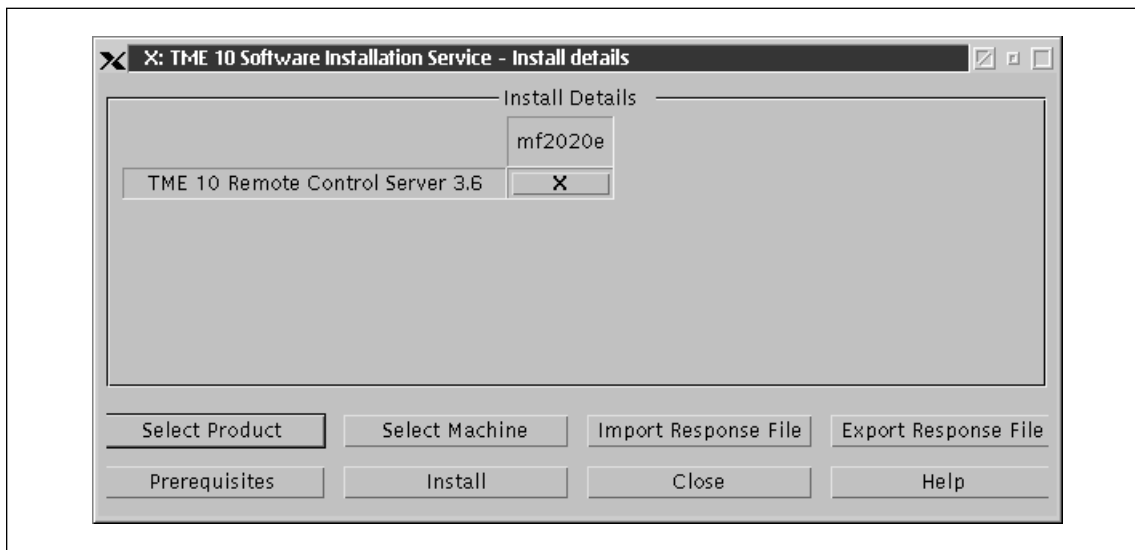 X: TME 10 Software Installation Service - Install details
Install Details
mf2020e
TME 10 Remote Control Server 3.6 X
Select Product Select Machine Import Response File Export Response File
Prerequisites Install Close Help